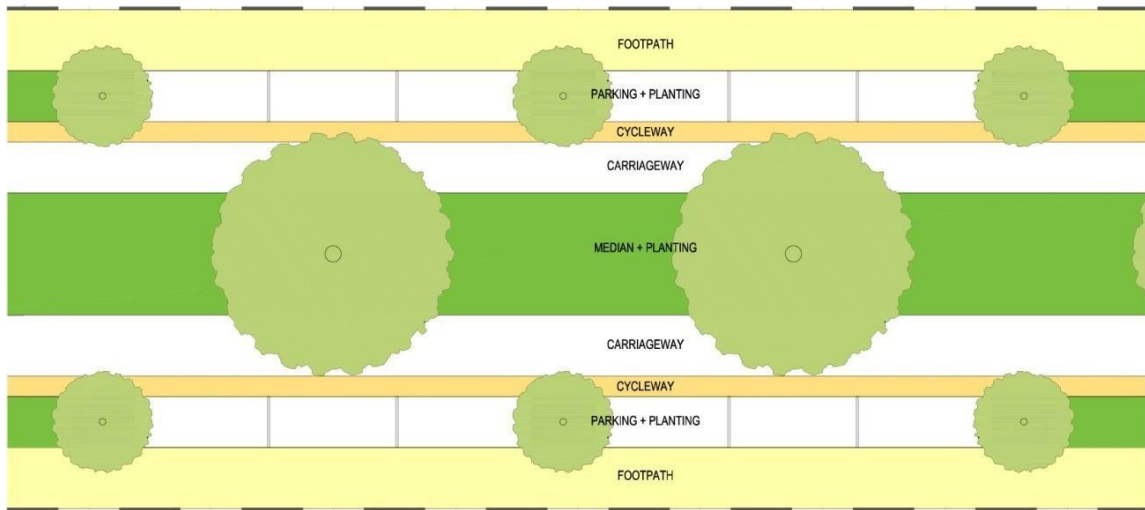 FOOTPATH
PARKING + PLANTING
CYCLEWAY
CARRIAGEWAY
MEDIAN + PLANTING
CARRIAGEWAY
CYCLEWAY
PARKING + PLANTING
FOOTPATH